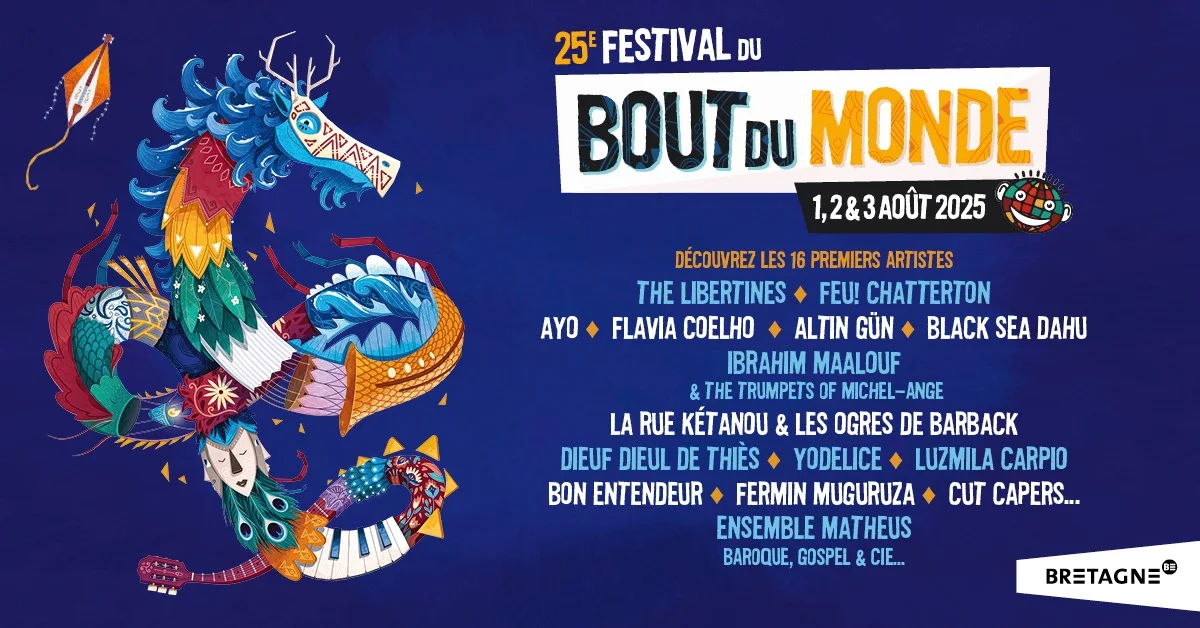 25E FESTIVAL DU
BOUT DU MONDE
1, 2 & 3 AOÛT 2025
DÉCOUVREZ LES 16 PREMIERS ARTISTES
THE LIBERTINES ♦ FEU! CHATTERTON
AYO ♦ FLAVIA COELHO ♦ ALTIN GÜN ♦ BLACK SEA DAHU
IBRAHIM MAALOUF
& THE TRUMPETS OF MICHEL-ANGE
LA RUE KÉTANOU & LES OGRES DE BARBACK
DIEUF DIEUL DE THIÈS ♦ YODELICE ♦ LUZMILA CARPIO
BON ENTENDEUR ♦ FERMIN MUGURUZA ♦ CUT CAPERS...
ENSEMBLE MATHEUS
BAROQUE, GOSPEL & CIE...
BRETAGNE BE